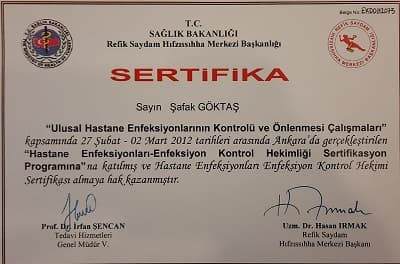 Belge No: EKD012073
T.C.
SAĞLIK BAKANLIĞI
Refik Saydam Hıfzıssıhha Merkezi Başkanlığı
SERTİFİKA
Sayın Şafak GÖKTAŞ
"Ulusal Hastane Enfeksiyonlarının Kontrolü ve Önlenmesi Çalışmaları"
kapsamında 27 Şubat - 02 Mart 2012 tarihleri arasında Ankara'da gerçekleştirilen
"Hastane Enfeksiyonları-Enfeksiyon Kontrol Hekimliği Sertifikasyon
Programına" na katılmış ve Hastane Enfeksiyonları Enfeksiyon Kontrol Hekimi
Sertifikası almaya hak kazanmıştır.
Prof. Dr. İrfan ŞENCAN
Tedavi Hizmetleri
Genel Müdür V.
Uzm. Dr. Hasan IRMAK
Refik Saydam
Hıfzıssıhha Merkezi Başkanı